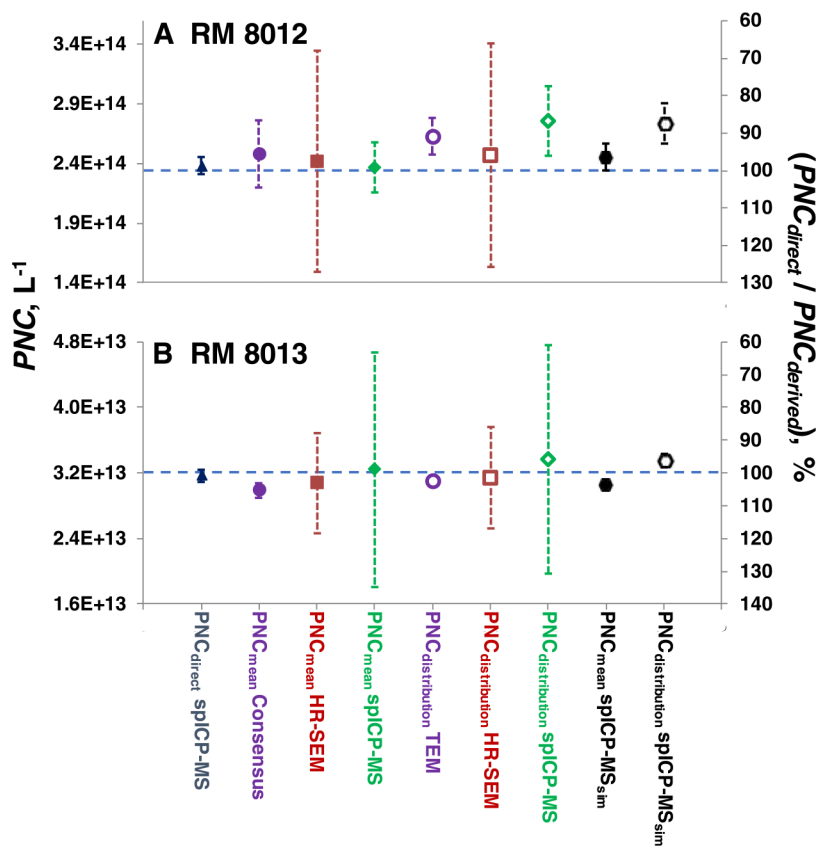 A RM 8012
3.4E+14
2.9E+14
2.4E+14
1.9E+14
1.4E+14
60
70
80
90
100
110
120
130
PNC, L-1
(PNCdirect / PNCderived), %
B RM 8013
4.8E+13
4.0E+13
3.2E+13
2.4E+13
1.6E+13
60
70
80
90
100
110
120
130
140
PNCdirect spICP-MS
PNCmean Consensus
PNCmean HR-SEM
PNCmean spICP-MS
PNCdistribution TEM
PNCdistribution HR-SEM
PNCdistribution spICP-MS
PNCmean spICP-MSsim
PNCdistribution spICP-MSsim